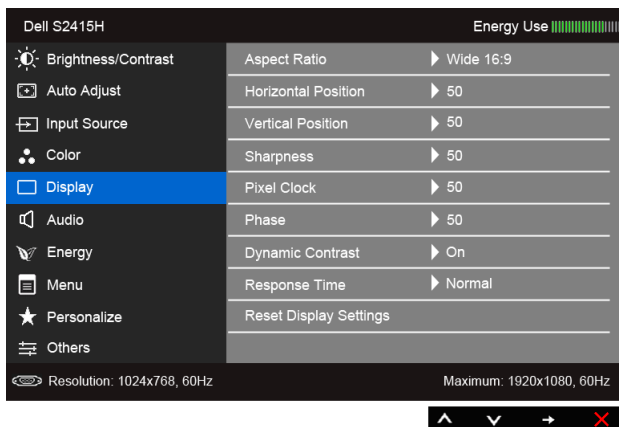 Dell S2415H Energy Use
Brightness/Contrast Aspect Ratio Wide 16:9
Auto Adjust Horizontal Position 50
Input Source Vertical Position 50
Color Sharpness 50
Display Pixel Clock 50
Audio Phase 50
Energy Dynamic Contrast On
Menu Response Time Normal
Personalize Reset Display Settings
Others
Resolution: 1024x768, 60Hz Maximum: 1920x1080, 60Hz